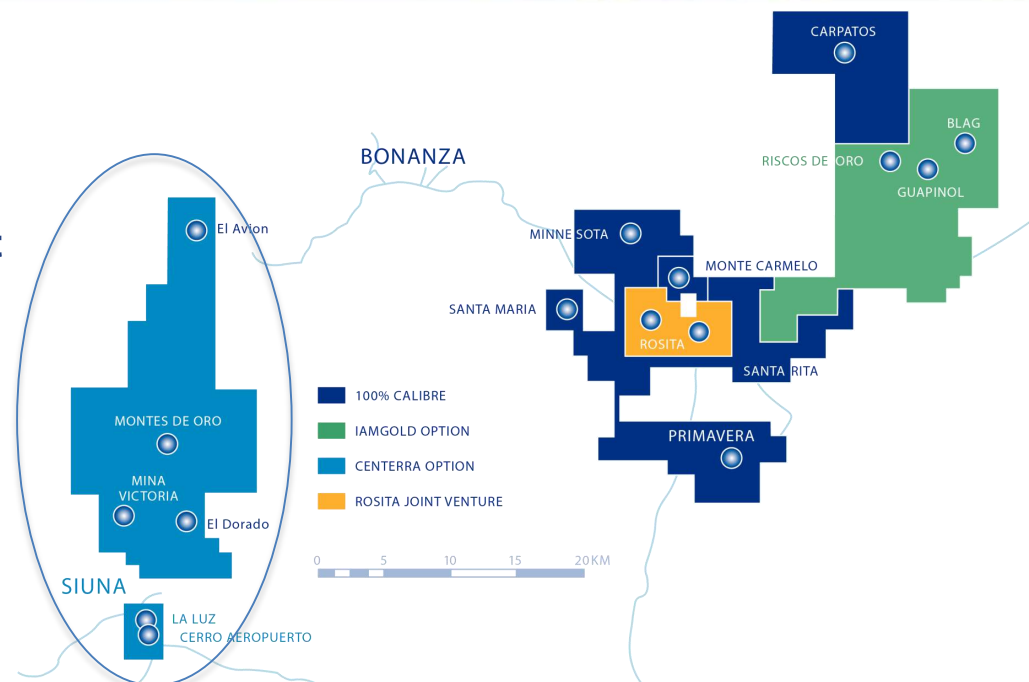 CARPATOS
BLAG
RISCOS DE ORO
GUAPINOL
BONANZA
El Avion
MINNE SOTA
MONTE CARMELO
SANTA MARIA
ROSITA
SANTA RITA
100% CALIBRE
IAMGOLD OPTION
CENTERRA OPTION
ROSITA JOINT VENTURE
MONTES DE ORO
PRIMAVERA
MINA
VICTORIA
El Dorado
0 5 10 15 20KM
SIUNA
LA LUZ
CERRO AEROPUERTO